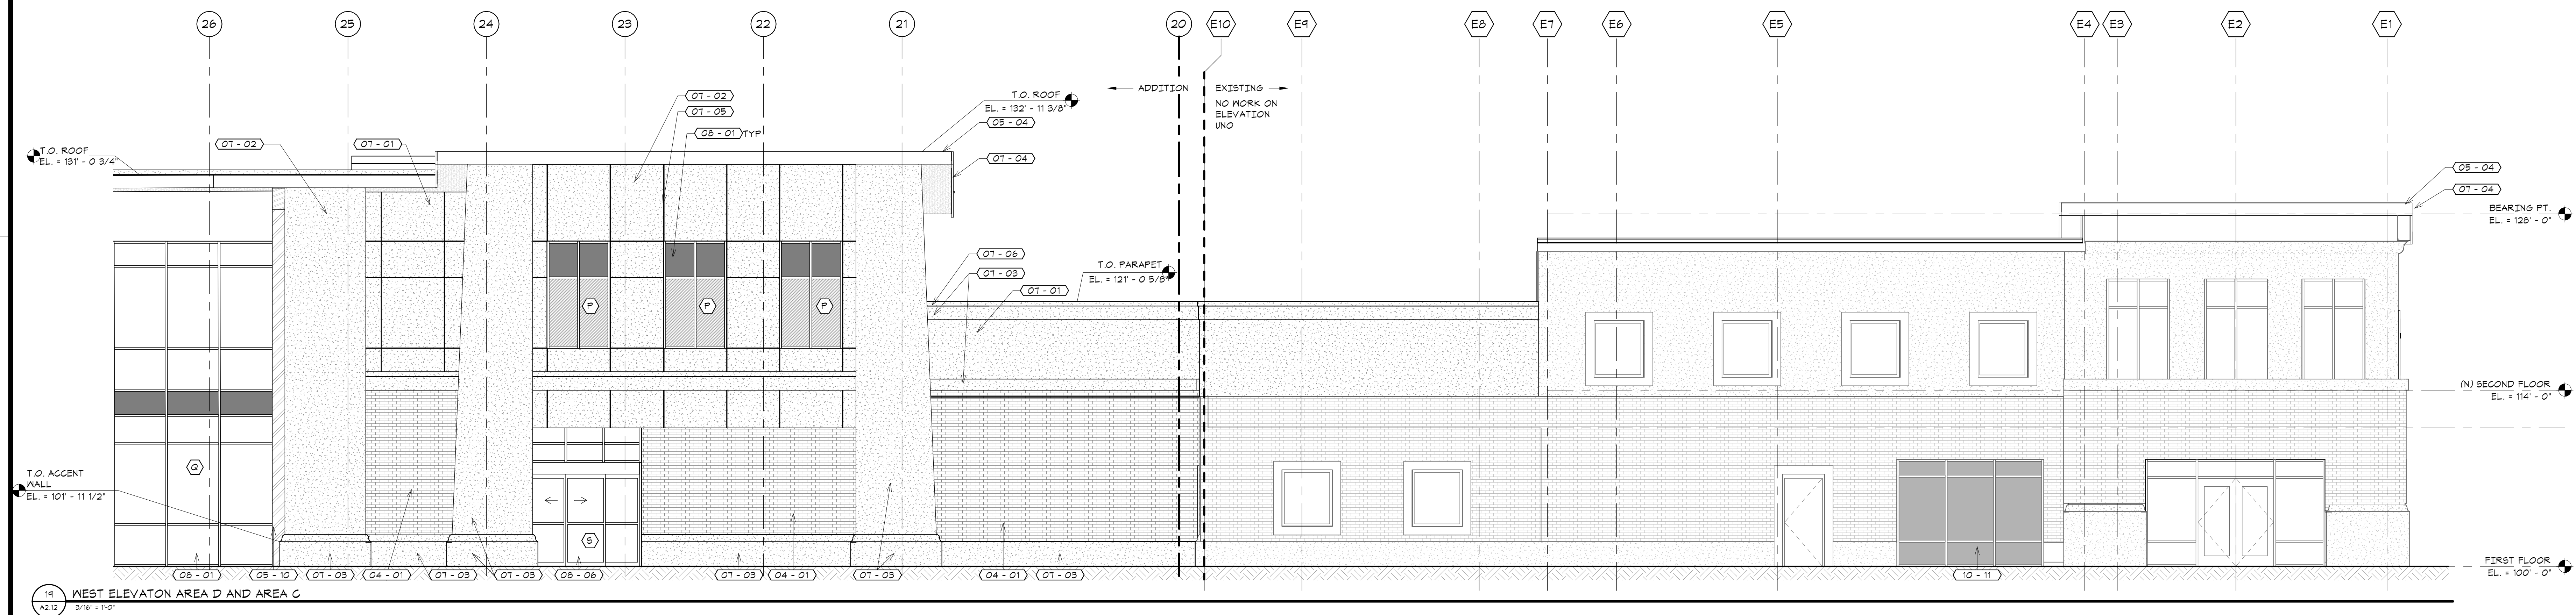 26
25
24
23
22
21
20
E10
E9
E8
E7
E6
E5
E4
E3
E2
E1
ADDITION
EXISTING
NO WORK ON
ELEVATION
UNO
T.O. ROOF
EL. = 132' - 11 3/8"
05 - 04
07 - 04
07 - 02
07 - 05
08 - 01 TYP
07 - 02
07 - 01
T.O. ROOF
EL. = 131' - 0 3/4"
05 - 04
07 - 04
BEARING PT.
EL. = 128' - 0"
07 - 06
07 - 03
07 - 01
T.O. PARAPET
EL. = 121' - 0 5/8"
P
P
P
(N) SECOND FLOOR
EL. = 114' - 0"
Q
S
T.O. ACCENT
WALL
EL. = 101' - 11 1/2"
FIRST FLOOR
EL. = 100' - 0"
08 - 01
05 - 10
07 - 03
04 - 01
07 - 03
07 - 03
08 - 06
07 - 03
04 - 01
07 - 03
04 - 01
07 - 03
10 - 11
19
A2.12
WEST ELEVATON AREA D AND AREA C
3/16" = 1'-0"